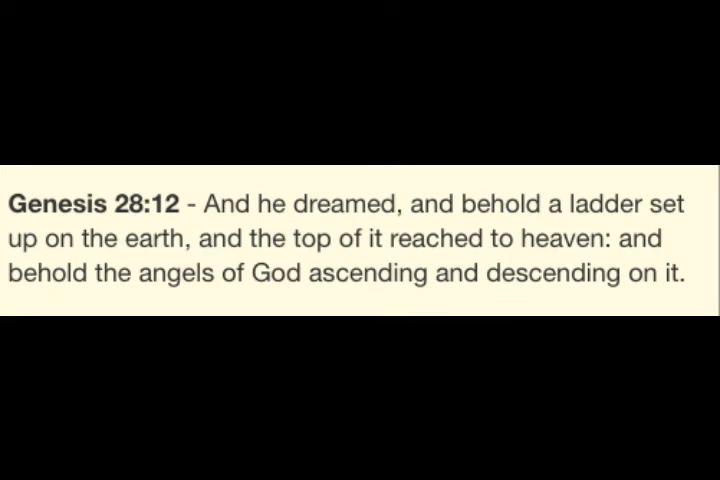 Genesis 28:12 - And he dreamed, and behold a ladder set
up on the earth, and the top of it reached to heaven: and
behold the angels of God ascending and descending on it.